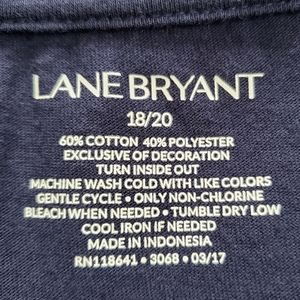 LANE BRYANT
18/20
60% COTTON 40% POLYESTER
EXCLUSIVE OF DECORATION
TURN INSIDE OUT
MACHINE WASH COLD WITH LIKE COLORS
GENTLE CYCLE • ONLY NON-CHLORINE
BLEACH WHEN NEEDED • TUMBLE DRY LOW
COOL IRON IF NEEDED
MADE IN INDONESIA
RN118641 • 3068 • 03/17